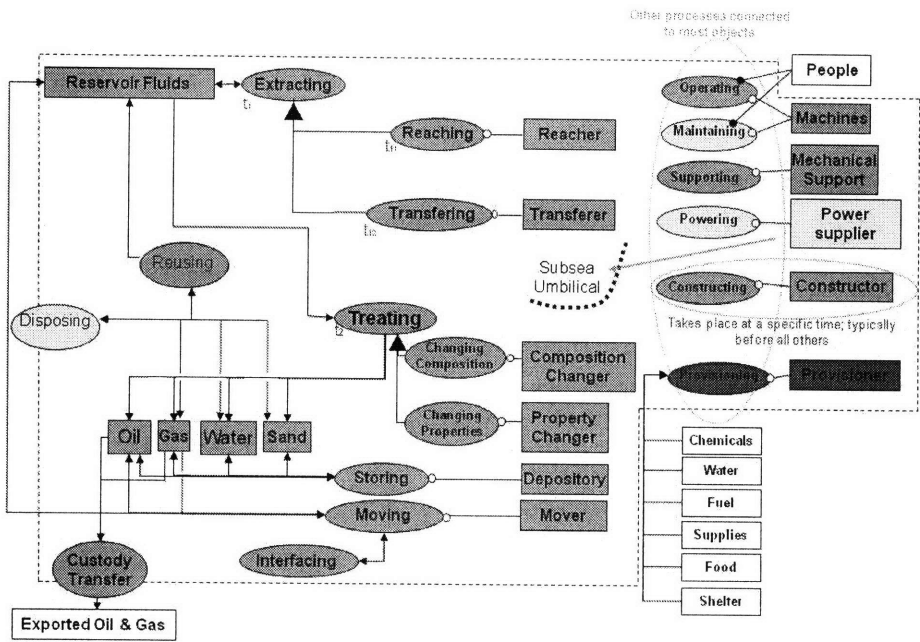 Other processes connected
to most objects
Reservoir Fluids
Extracting
t₁
Reaching
Reacher
Transfering
Transferer
Reusing
Disposing
Treating
t₂
Changing
Composition
Composition
Changer
Changing
Properties
Property
Changer
Oil
Gas
Water
Sand
Storing
Depository
Moving
Mover
Interfacing
Custody
Transfer
Exported Oil & Gas
Subsea
Umbilical
People
Operating
Maintaining
Machines
Supporting
Mechanical
Support
Powering
Power
supplier
Constructing
Constructor
Takes place at a specific time; typically
before all others
Provisioning
Provisioner
Chemicals
Water
Fuel
Supplies
Food
Shelter